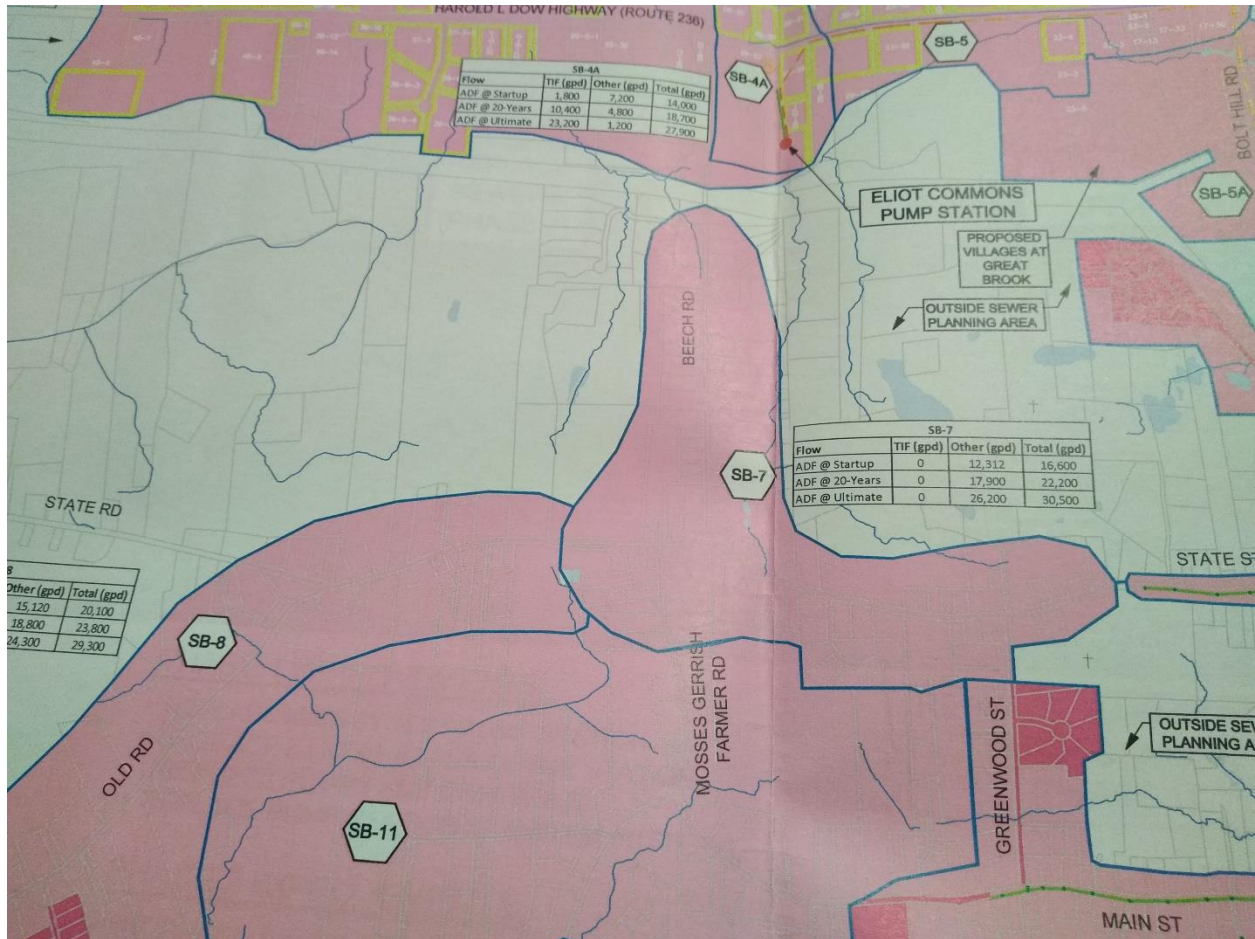 HAROLD L DOW HIGHWAY (ROUTE 236)
SB-5
SB-4A
SB-4A
Flow TIF (gpd) Other (gpd) Total (gpd)
ADF @ Startup 1,800 7,200 14,000
ADF @ 20-Years 10,400 4,800 18,700
ADF @ Ultimate 23,200 1,200 27,900
BOLT HILL RD
SB-5A
ELIOT COMMONS
PUMP STATION
PROPOSED
VILLAGES AT
GREAT
BROOK
OUTSIDE SEWER
PLANNING AREA
BEECH RD
SB-7
SB-7
Flow TIF (gpd) Other (gpd) Total (gpd)
ADF @ Startup 0 12,312 16,600
ADF @ 20-Years 0 17,900 22,200
ADF @ Ultimate 0 26,200 30,500
STATE RD
STATE ST
Other (gpd) Total (gpd)
15,120 20,100
18,800 23,800
24,300 29,300
SB-8
MOSSES GERRISH
FARMER RD
OLD RD
GREENWOOD ST
OUTSIDE SEW
PLANNING A
SB-11
MAIN ST